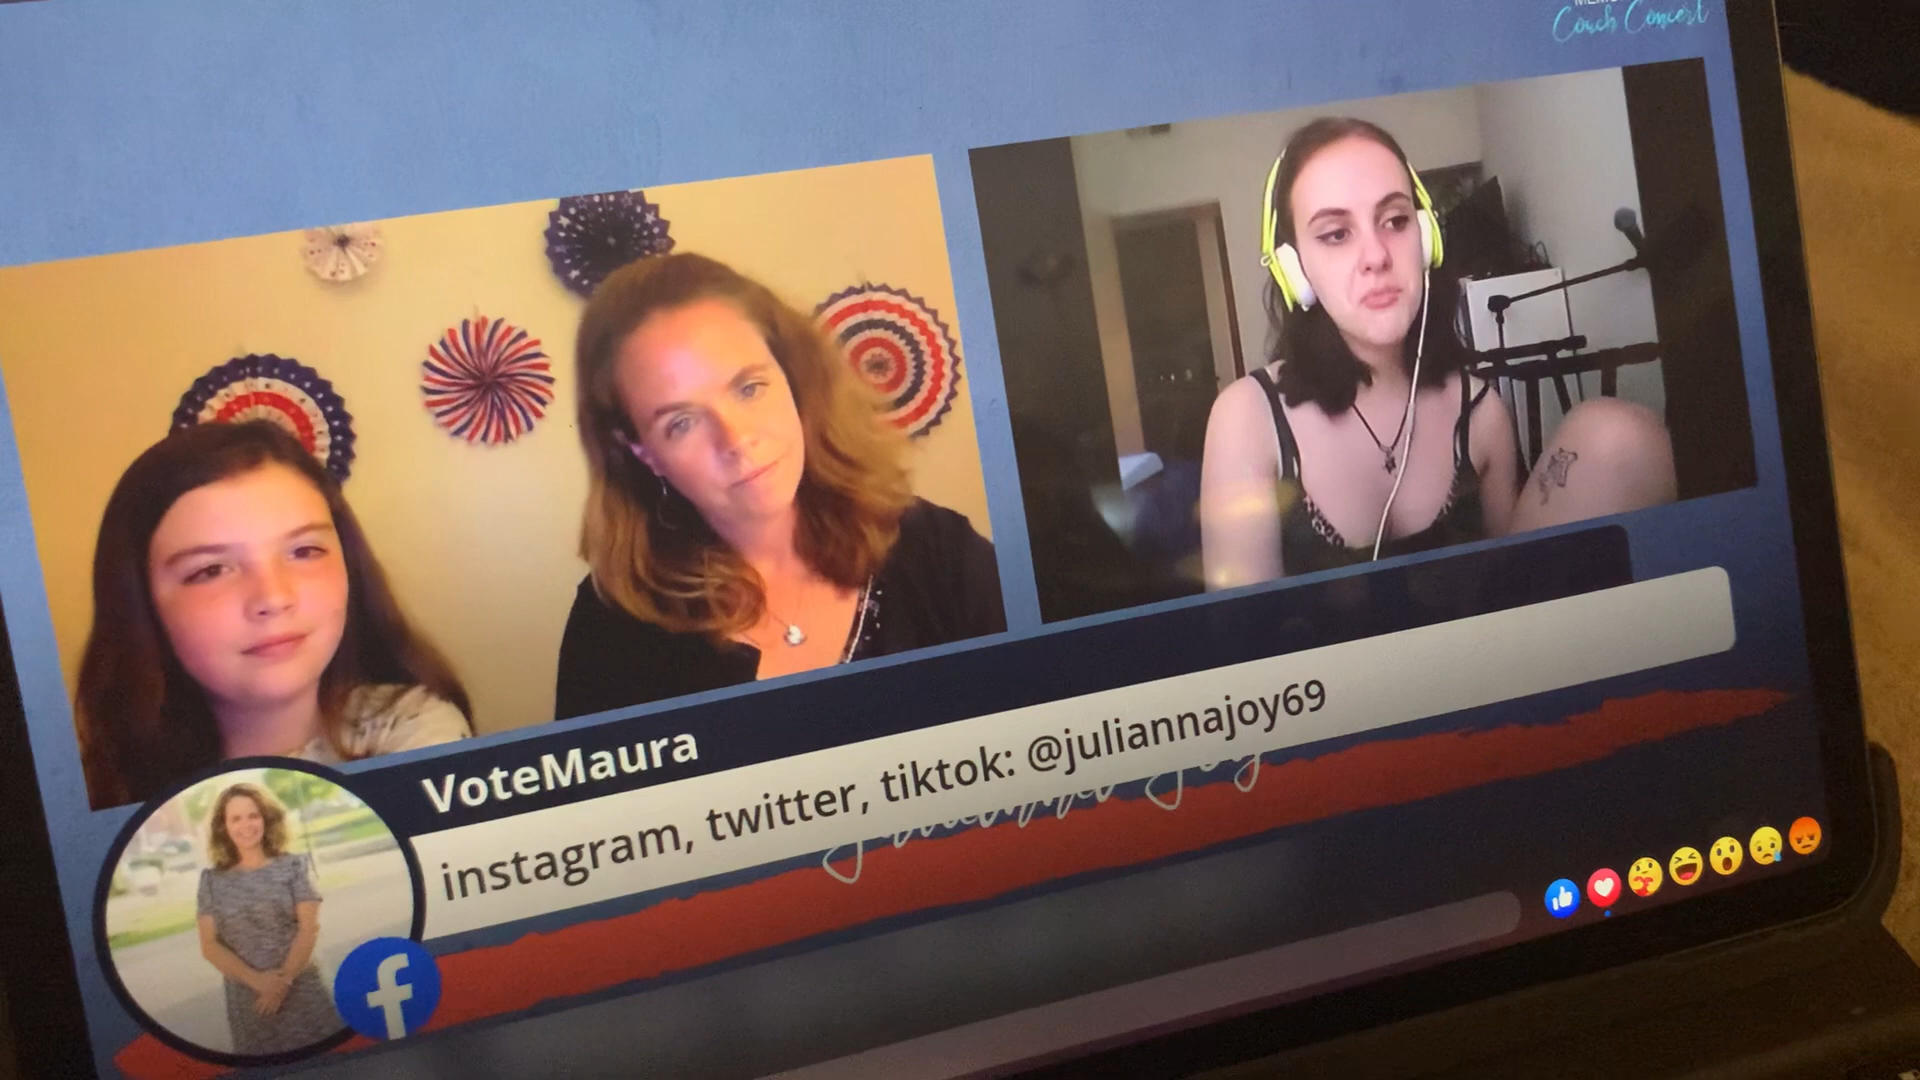 Couch Concert
VoteMaura
instagram, twitter, tiktok: @juliannajoy69